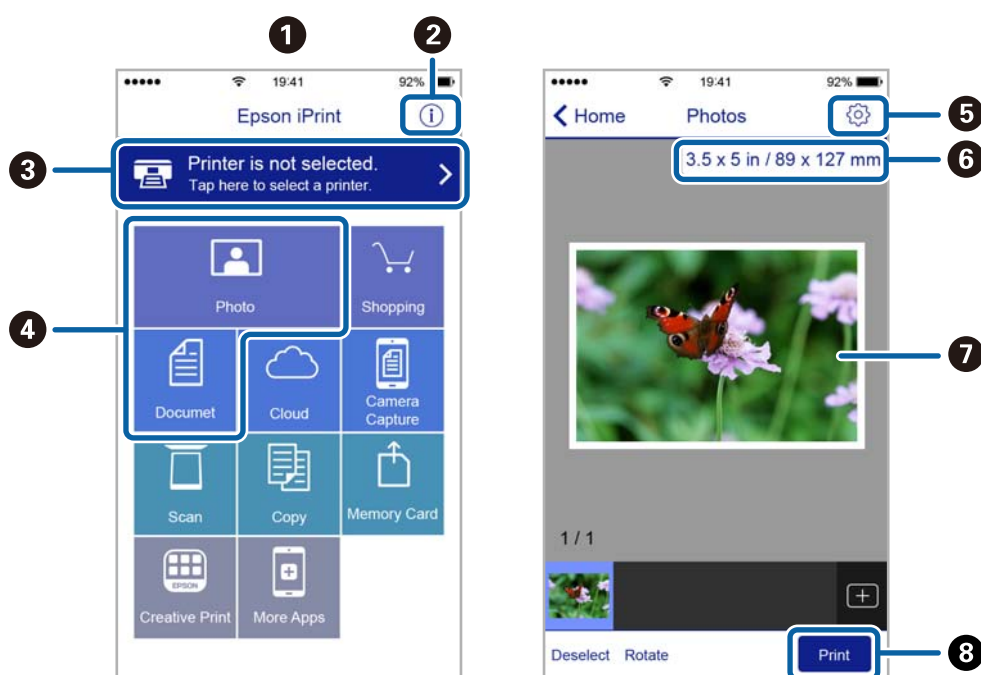 1
2
19:41
92%
Epson iPrint
i
3
Printer is not selected.
Tap here to select a printer.
4
Photo
Shopping
Documet
Cloud
Camera
Capture
Scan
Copy
Memory Card
EPSON
Creative Print
More Apps
19:41
92%
Home
Photos
5
3.5 x 5 in / 89 x 127 mm
6
7
1 / 1
Deselect
Rotate
Print
8